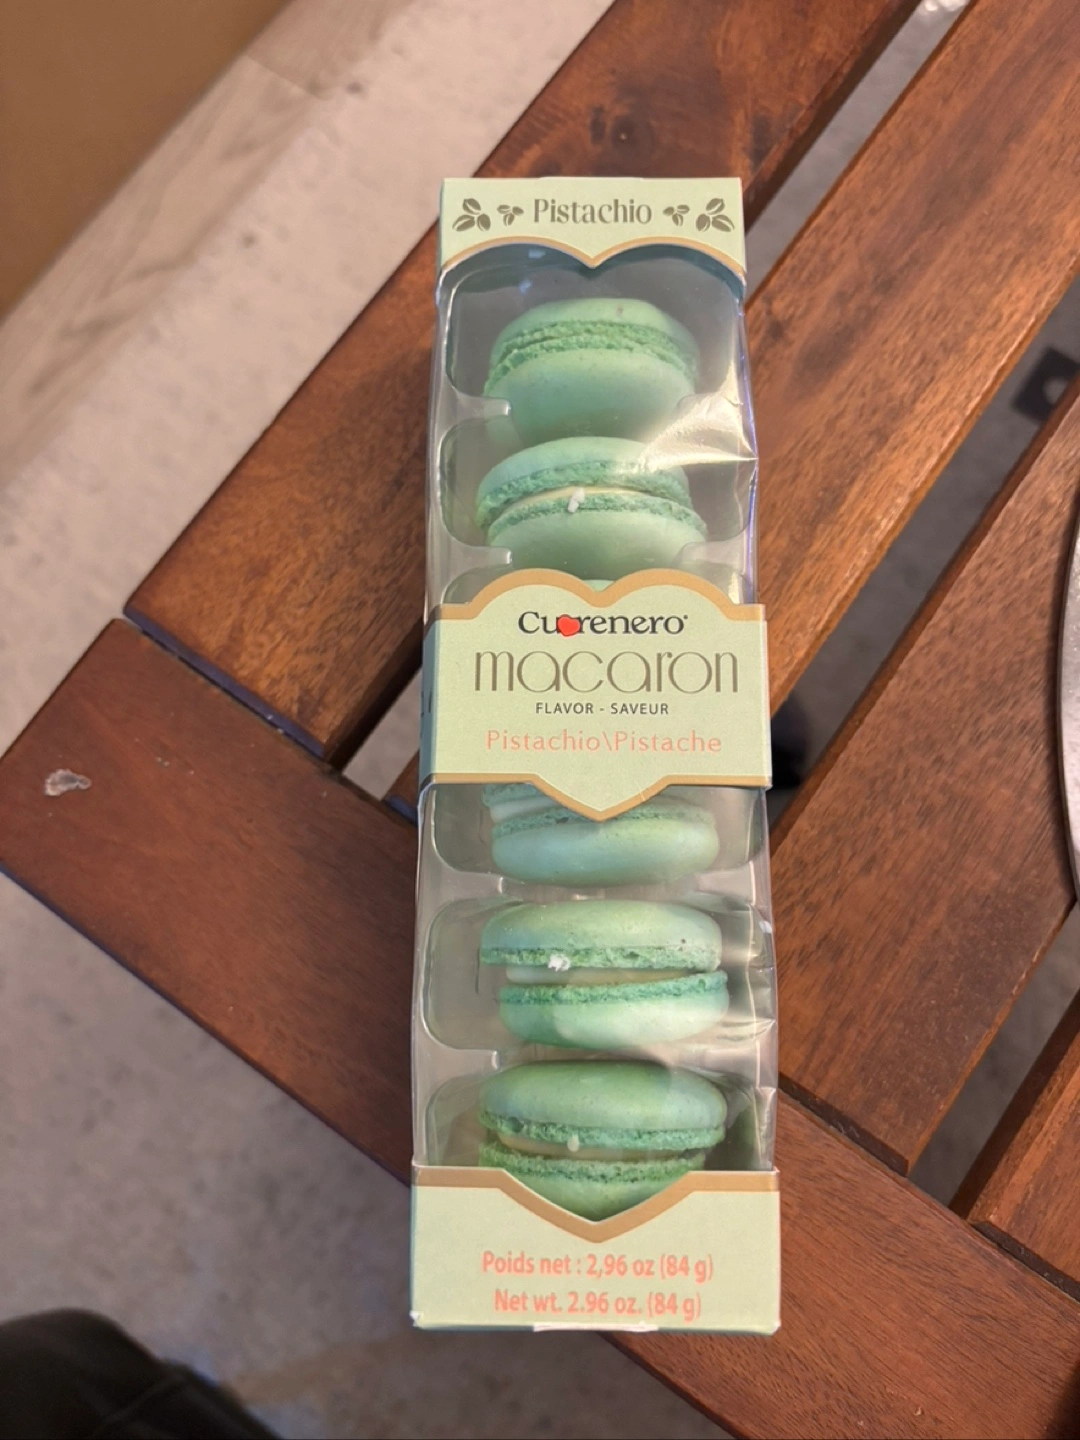 Pistachio
Cuorenero®
macaron
FLAVOR - SAVEUR
Pistachio\Pistache
Poids net : 2,96 oz (84 g)
Net wt. 2.96 oz. (84 g)